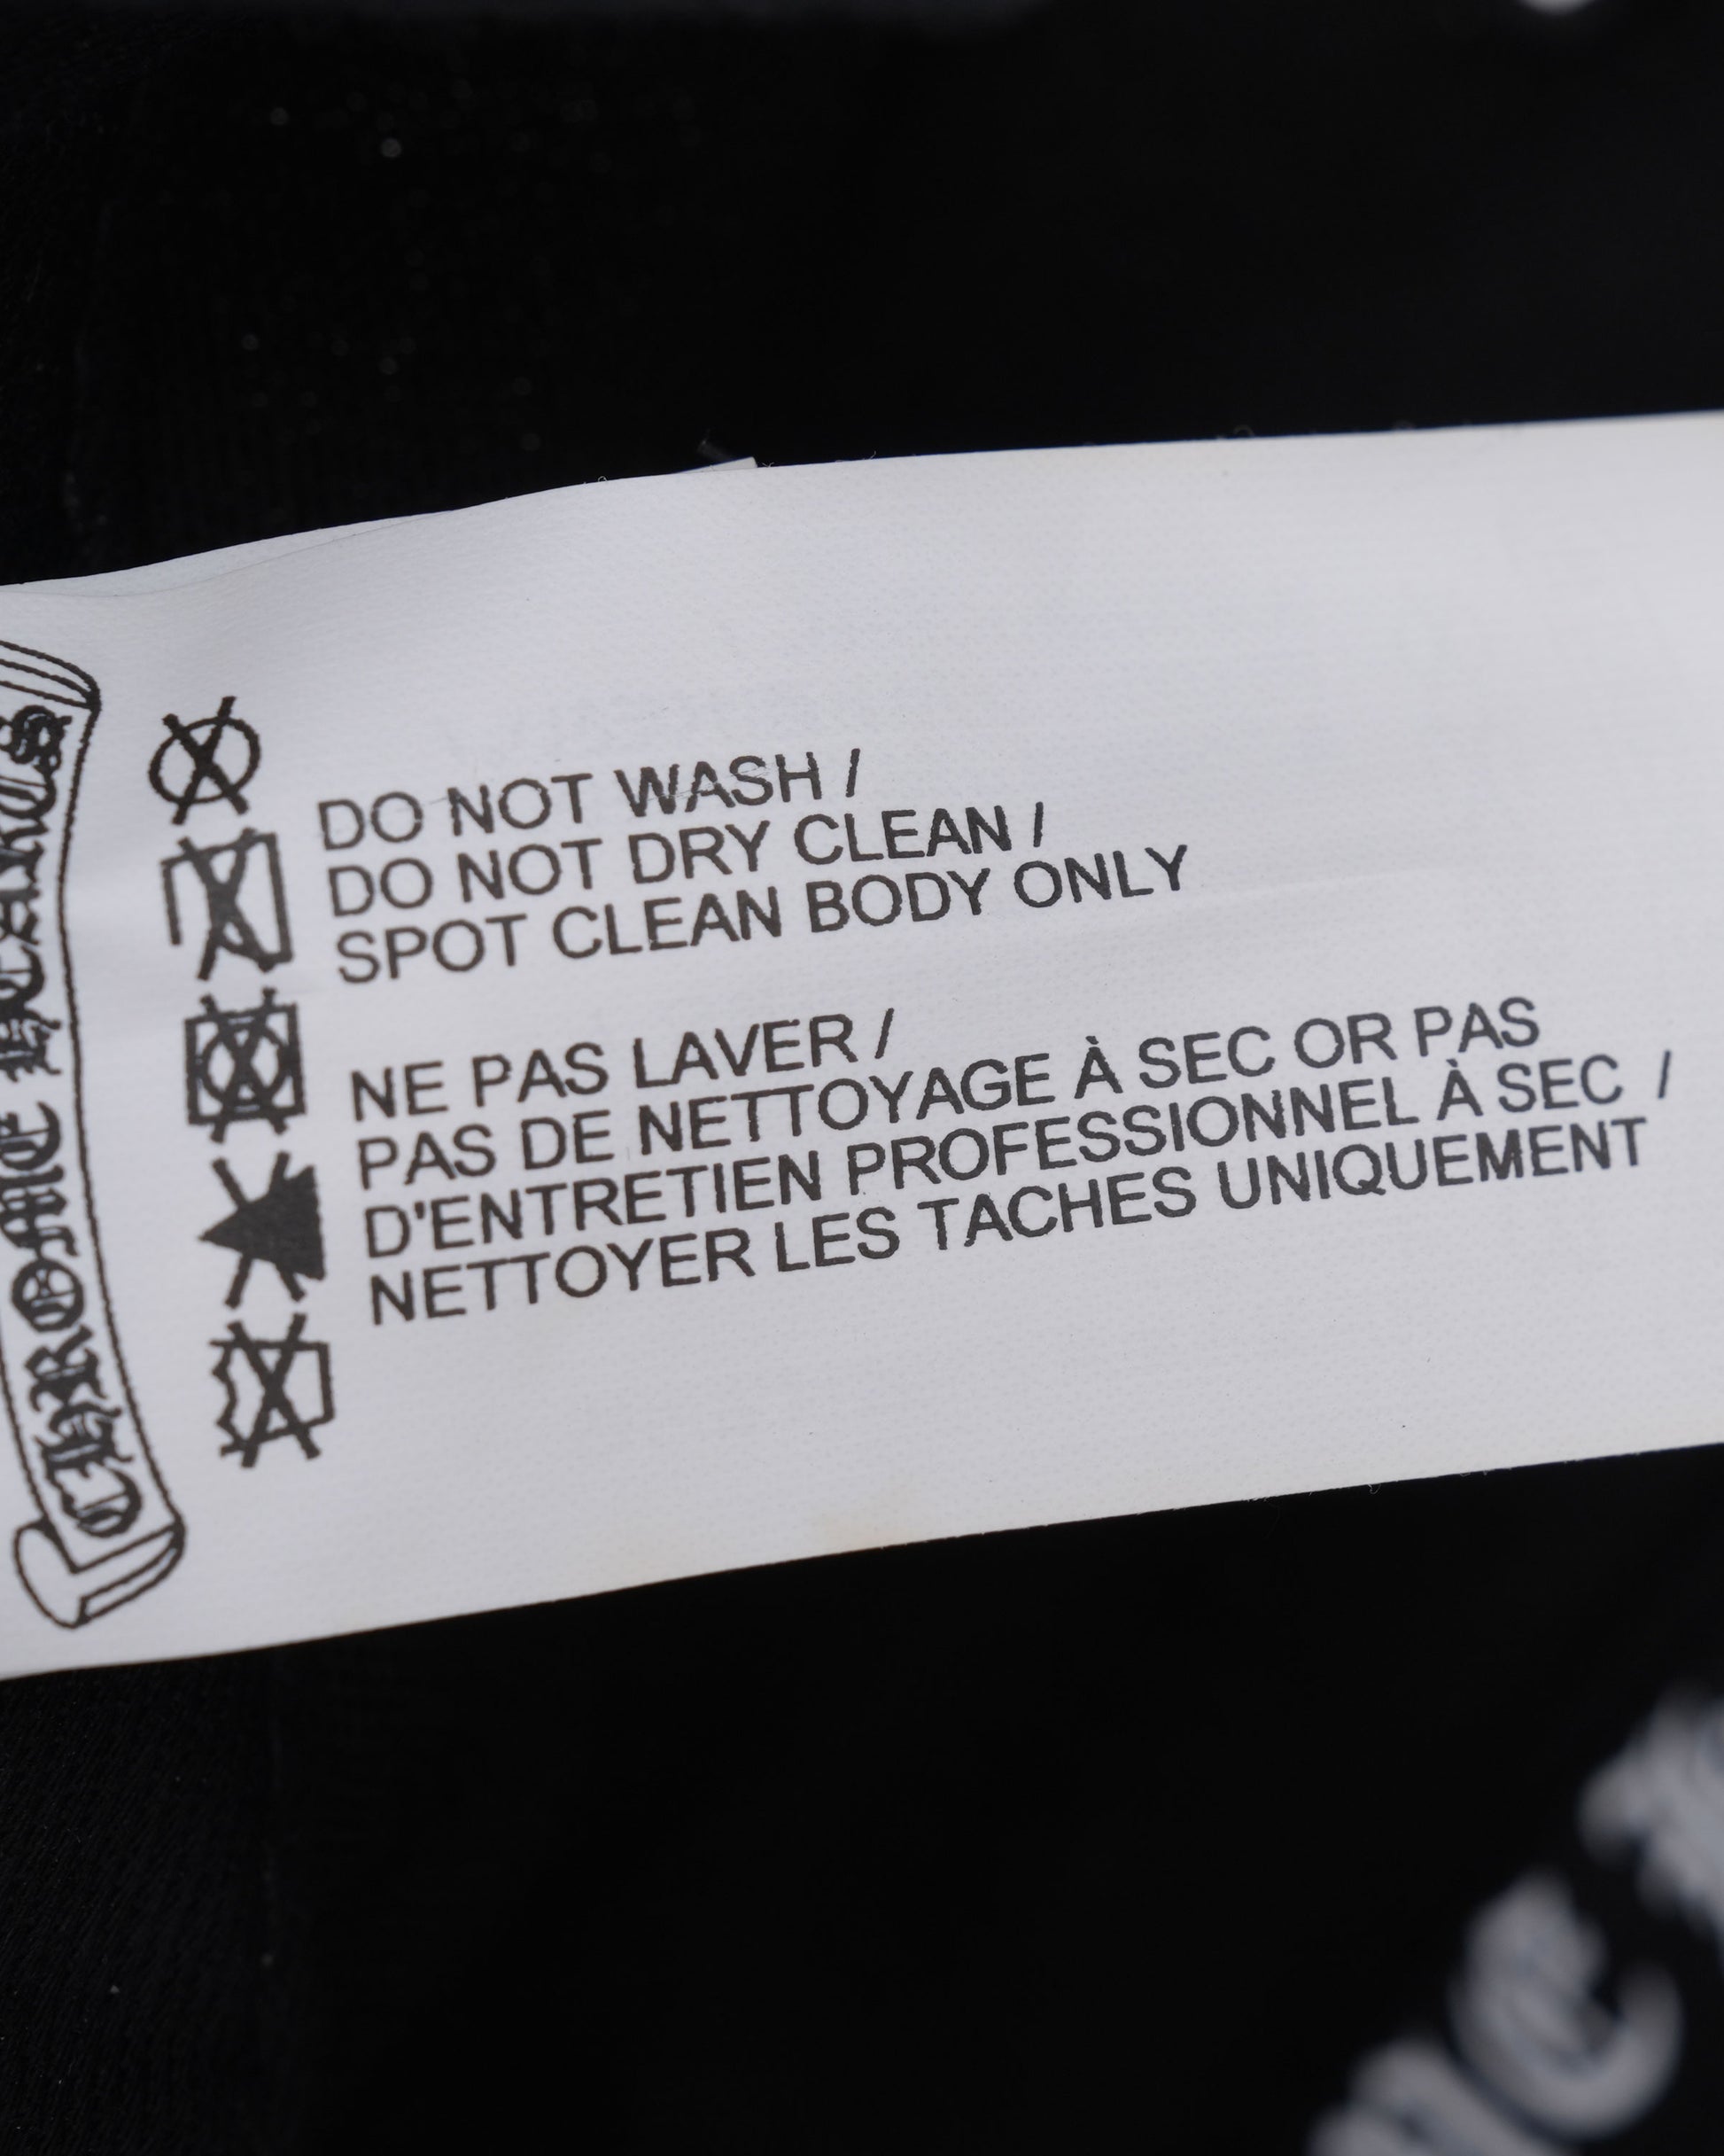 CHROME HEARTS
DO NOT WASH /
DO NOT DRY CLEAN /
SPOT CLEAN BODY ONLY
NE PAS LAVER /
PAS DE NETTOYAGE À SEC OR PAS
D'ENTRETIEN PROFESSIONNEL À SEC /
NETTOYER LES TACHES UNIQUEMENT